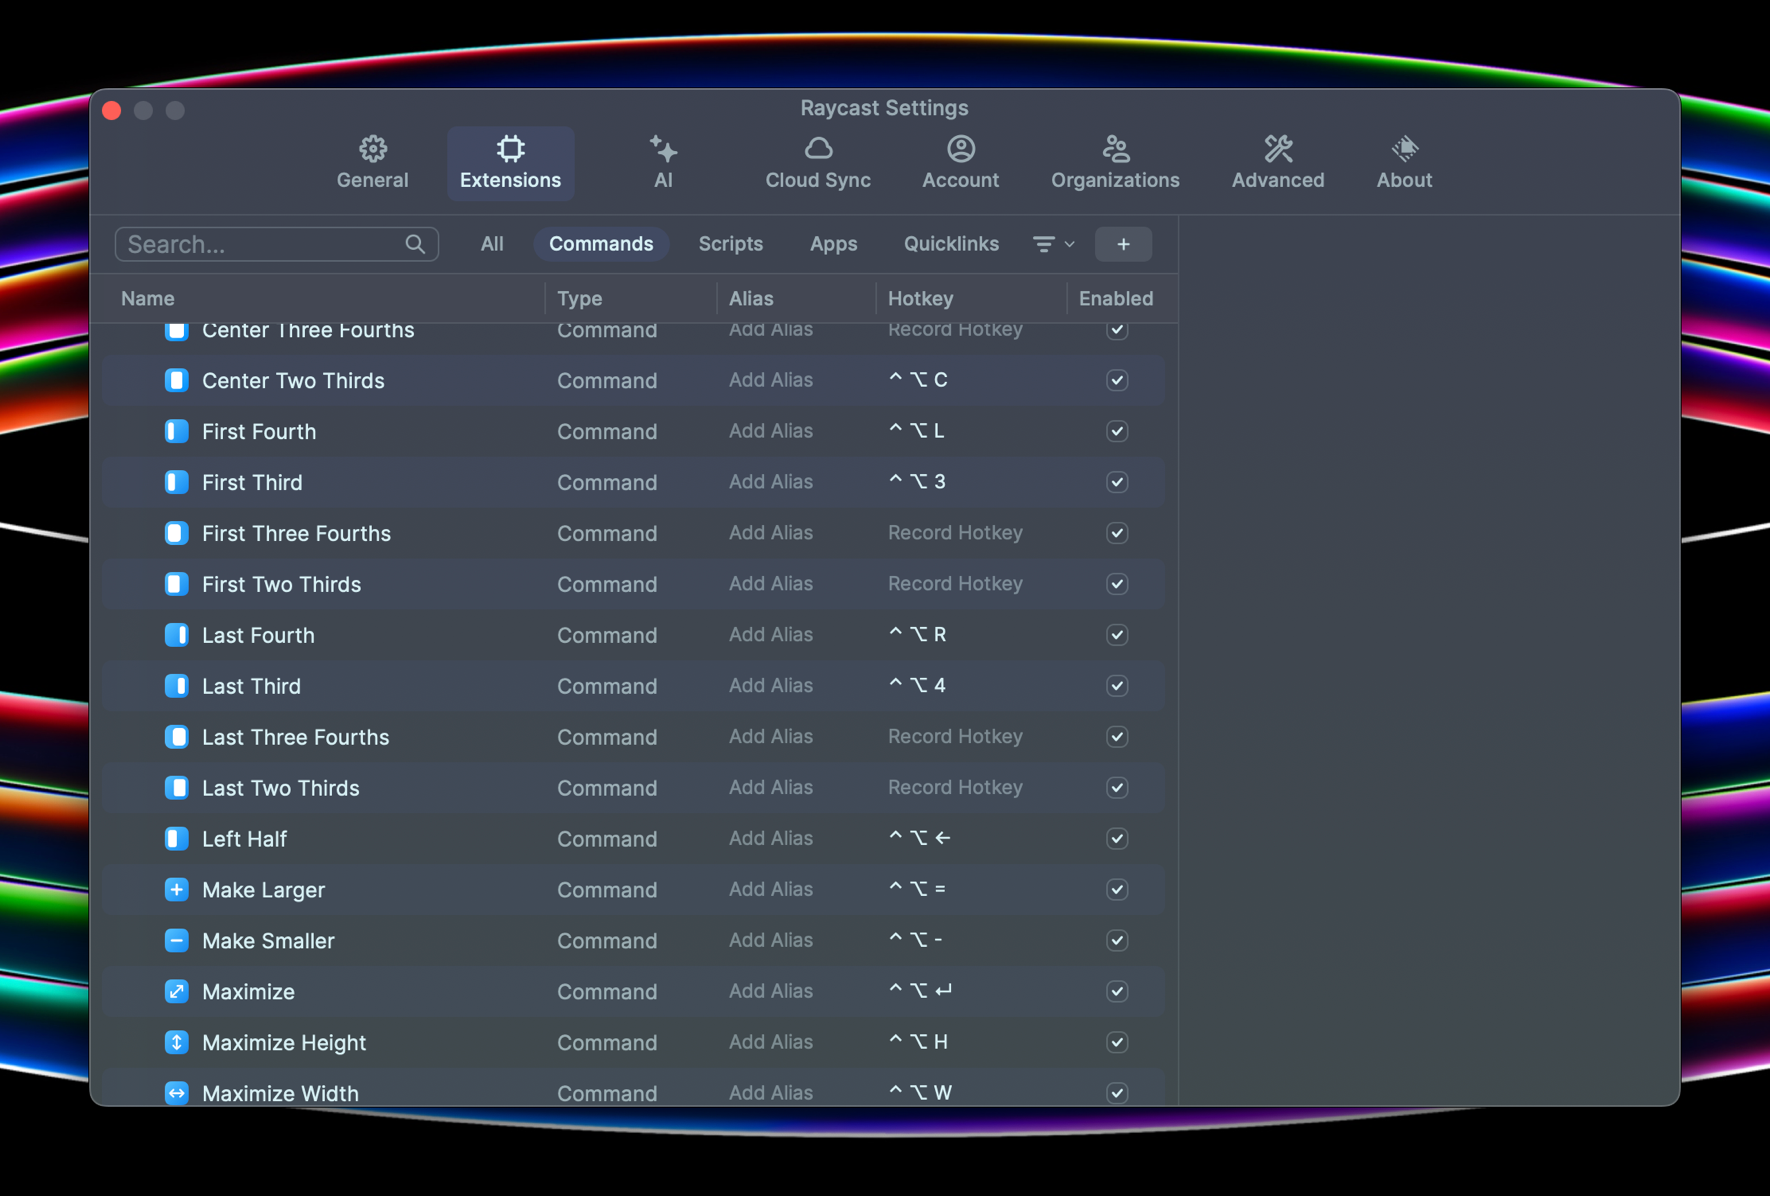 Raycast Settings
General Extensions AI Cloud Sync Account Organizations Advanced About
Search... All Commands Scripts Apps Quicklinks +
Name Type Alias Hotkey Enabled
Center Three Fourths Command Add Alias Record Hotkey
Center Two Thirds Command Add Alias ^ ⌥ C
First Fourth Command Add Alias ^ ⌥ L
First Third Command Add Alias ^ ⌥ 3
First Three Fourths Command Add Alias Record Hotkey
First Two Thirds Command Add Alias Record Hotkey
Last Fourth Command Add Alias ^ ⌥ R
Last Third Command Add Alias ^ ⌥ 4
Last Three Fourths Command Add Alias Record Hotkey
Last Two Thirds Command Add Alias Record Hotkey
Left Half Command Add Alias ^ ⌥ ←
Make Larger Command Add Alias ^ ⌥ =
Make Smaller Command Add Alias ^ ⌥ -
Maximize Command Add Alias ^ ⌥ ↵
Maximize Height Command Add Alias ^ ⌥ H
Maximize Width Command Add Alias ^ ⌥ W